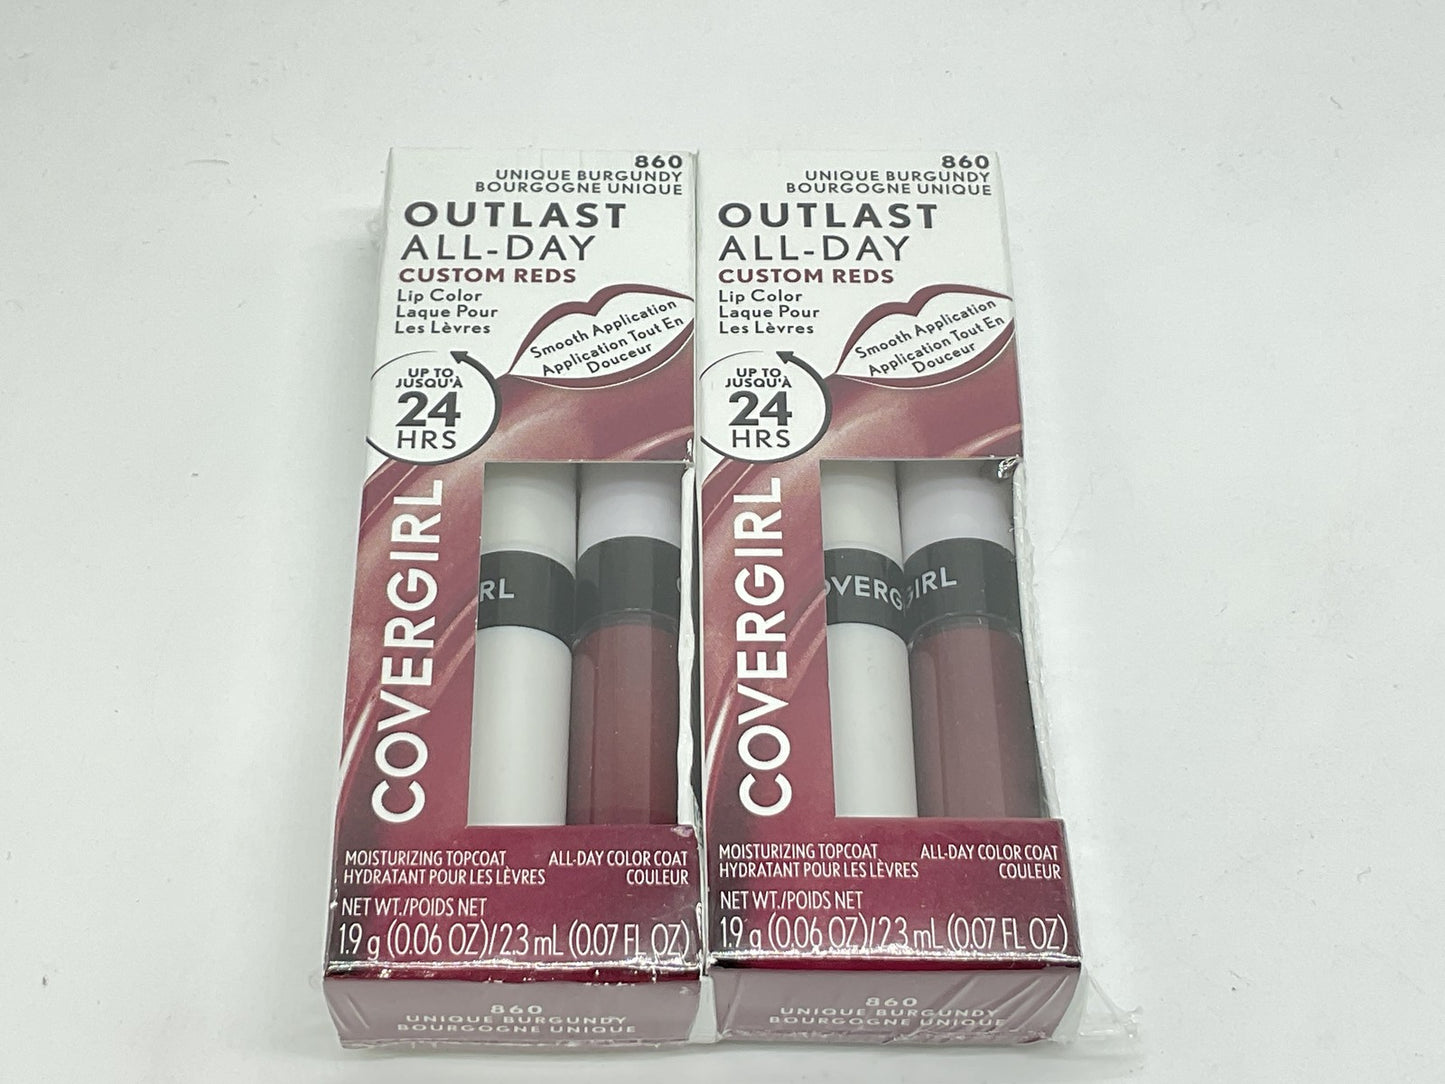 860
UNIQUE BURGUNDY
BOURGOGNE UNIQUE
OUTLAST
ALL-DAY
CUSTOM REDS
Lip Color
Laque Pour
Les Lèvres
Smooth Application
Application Tout En
Douceur
UP TO
JUSQU'À
24
HRS
COVERGIRL
RL
MOISTURIZING TOPCOAT
HYDRATANT POUR LES LÈVRES
ALL-DAY COLOR COAT
COULEUR
NET WT./POIDS NET
1.9 g (0.06 OZ)/2.3 mL (0.07 FL OZ)
860
UNIQUE BURGUNDY
BOURGOGNE UNIQUE
860
UNIQUE BURGUNDY
BOURGOGNE UNIQUE
OUTLAST
ALL-DAY
CUSTOM REDS
Lip Color
Laque Pour
Les Lèvres
Smooth Application
Application Tout En
Douceur
UP TO
JUSQU'À
24
HRS
COVERGIRL
OVERG
GIRL
MOISTURIZING TOPCOAT
HYDRATANT POUR LES LÈVRES
ALL-DAY COLOR COAT
COULEUR
NET WT./POIDS NET
1.9 g (0.06 OZ)/2.3 mL (0.07 FL OZ)
860
UNIQUE BURGUNDY
BOURGOGNE UNIQUE